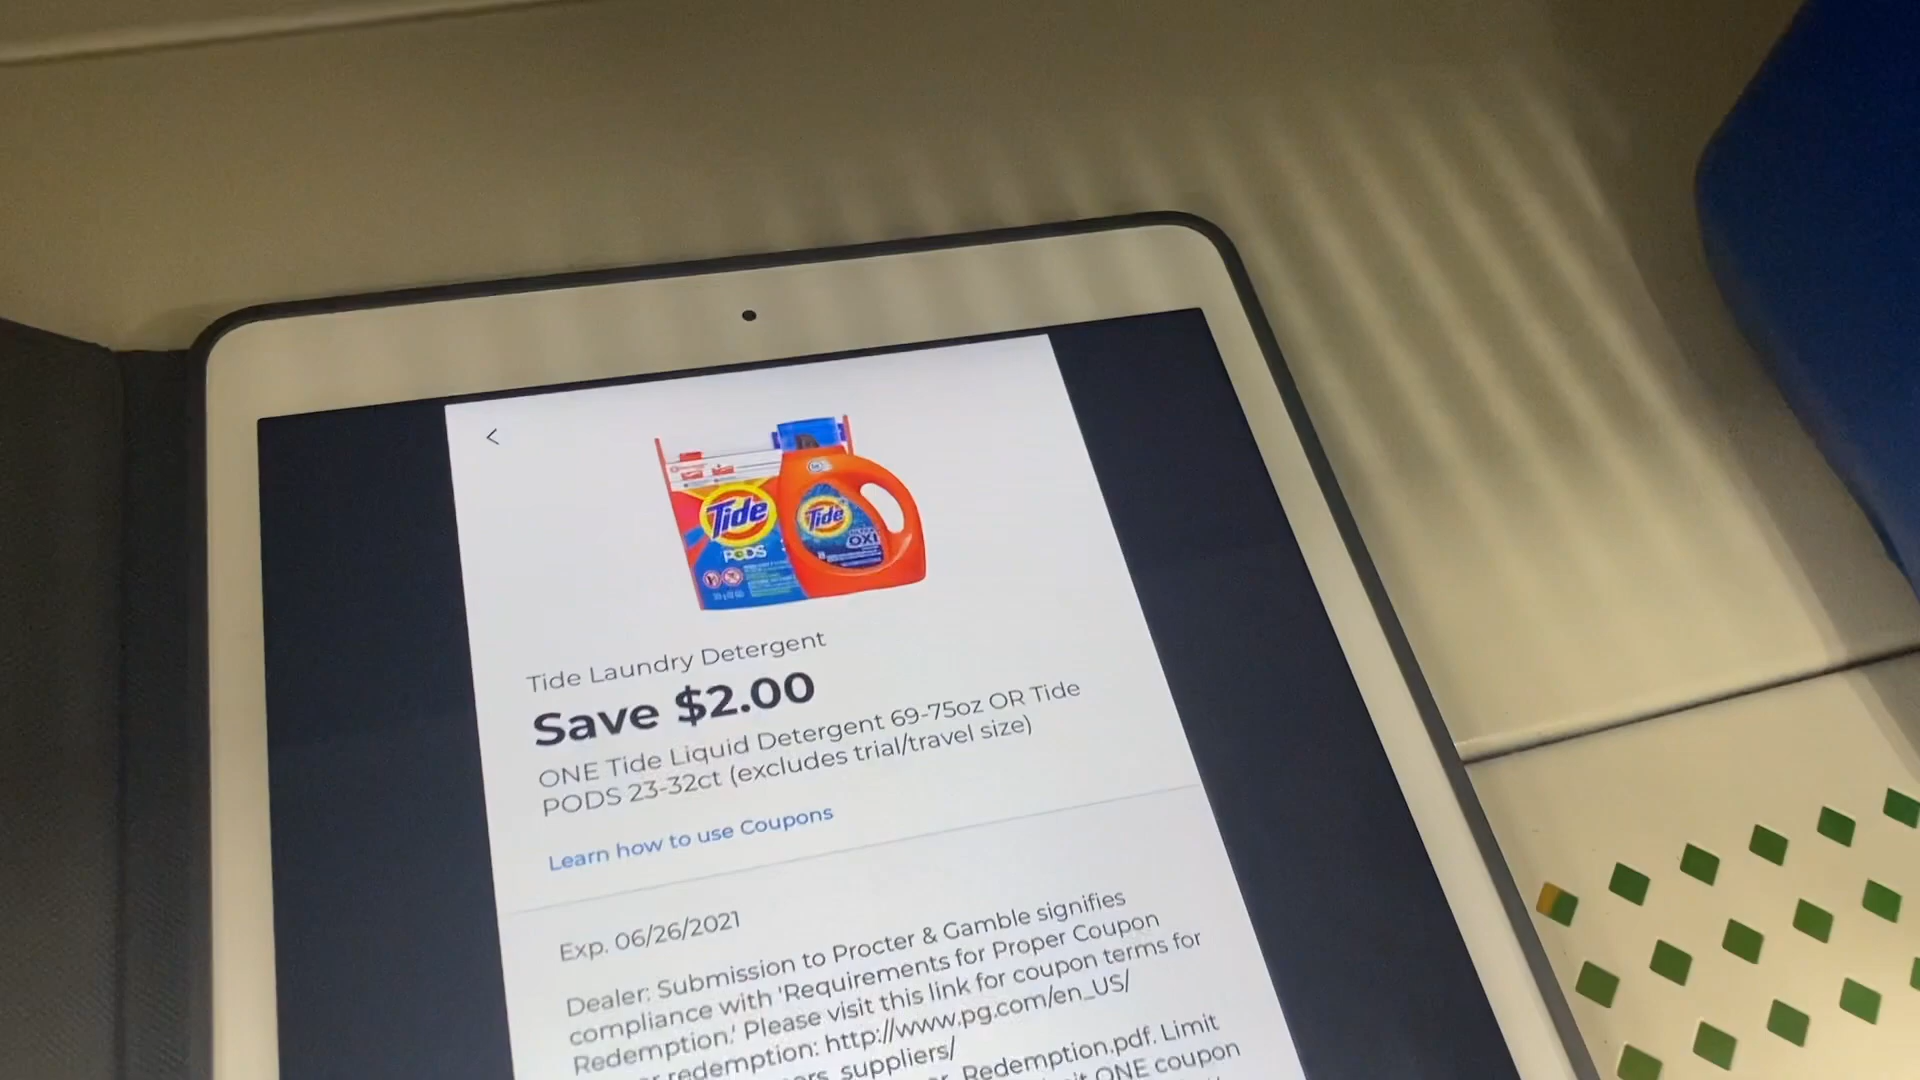 Tide
PODS
Tide
OXI
Tide Laundry Detergent
Save $2.00
ONE Tide Liquid Detergent 69-75oz OR Tide
PODS 23-32ct (excludes trial/travel size)
Learn how to use Coupons
Exp. 06/26/2021
Dealer: Submission to Procter & Gamble signifies
compliance with 'Requirements for Proper Coupon
Redemption.' Please visit this link for coupon terms for
redemption: http://www.pg.com/en_US/
suppliers/
Redemption.pdf. Limit
ONE coupon